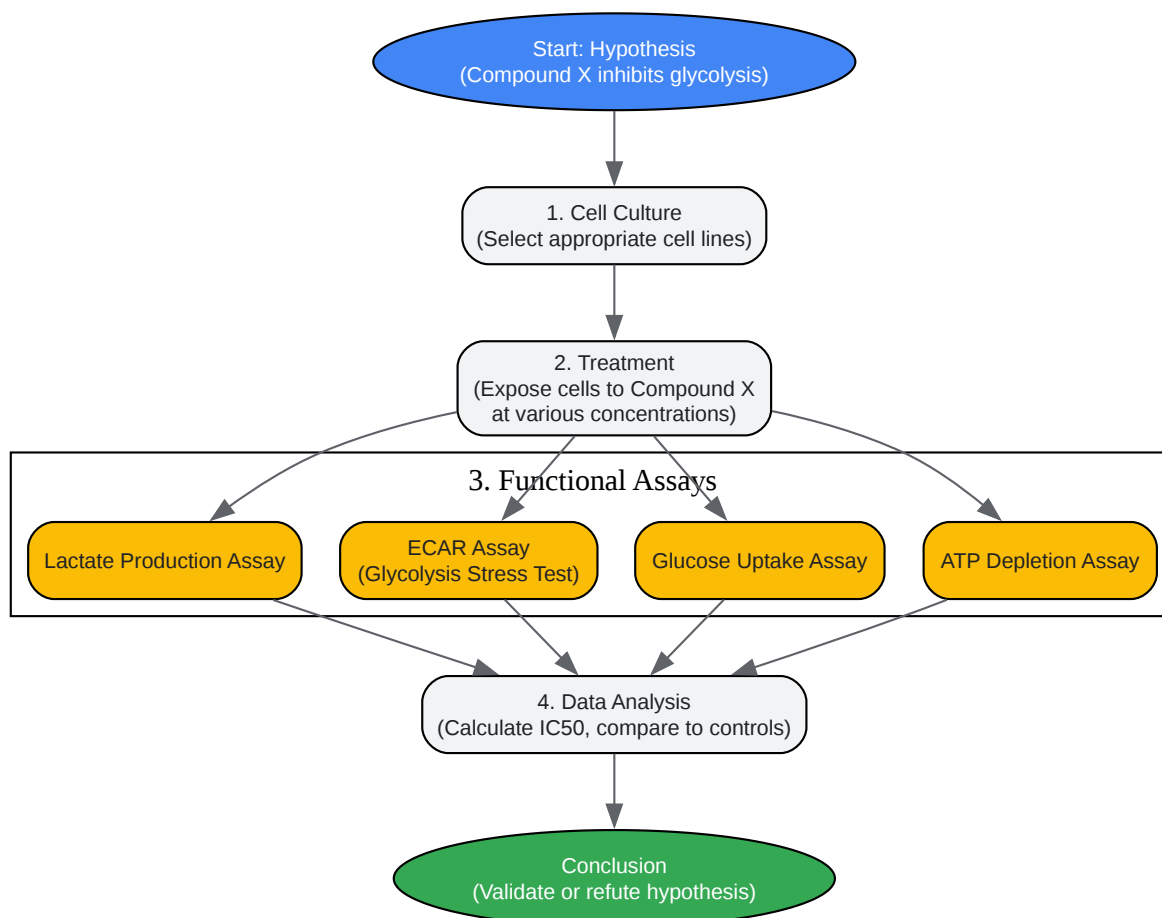 Start: Hypothesis
(Compound X inhibits glycolysis)
1. Cell Culture
(Select appropriate cell lines)
2. Treatment
(Expose cells to Compound X
at various concentrations)
3. Functional Assays
Lactate Production Assay
ECAR Assay
(Glycolysis Stress Test)
Glucose Uptake Assay
ATP Depletion Assay
4. Data Analysis
(Calculate IC50, compare to controls)
Conclusion
(Validate or refute hypothesis)